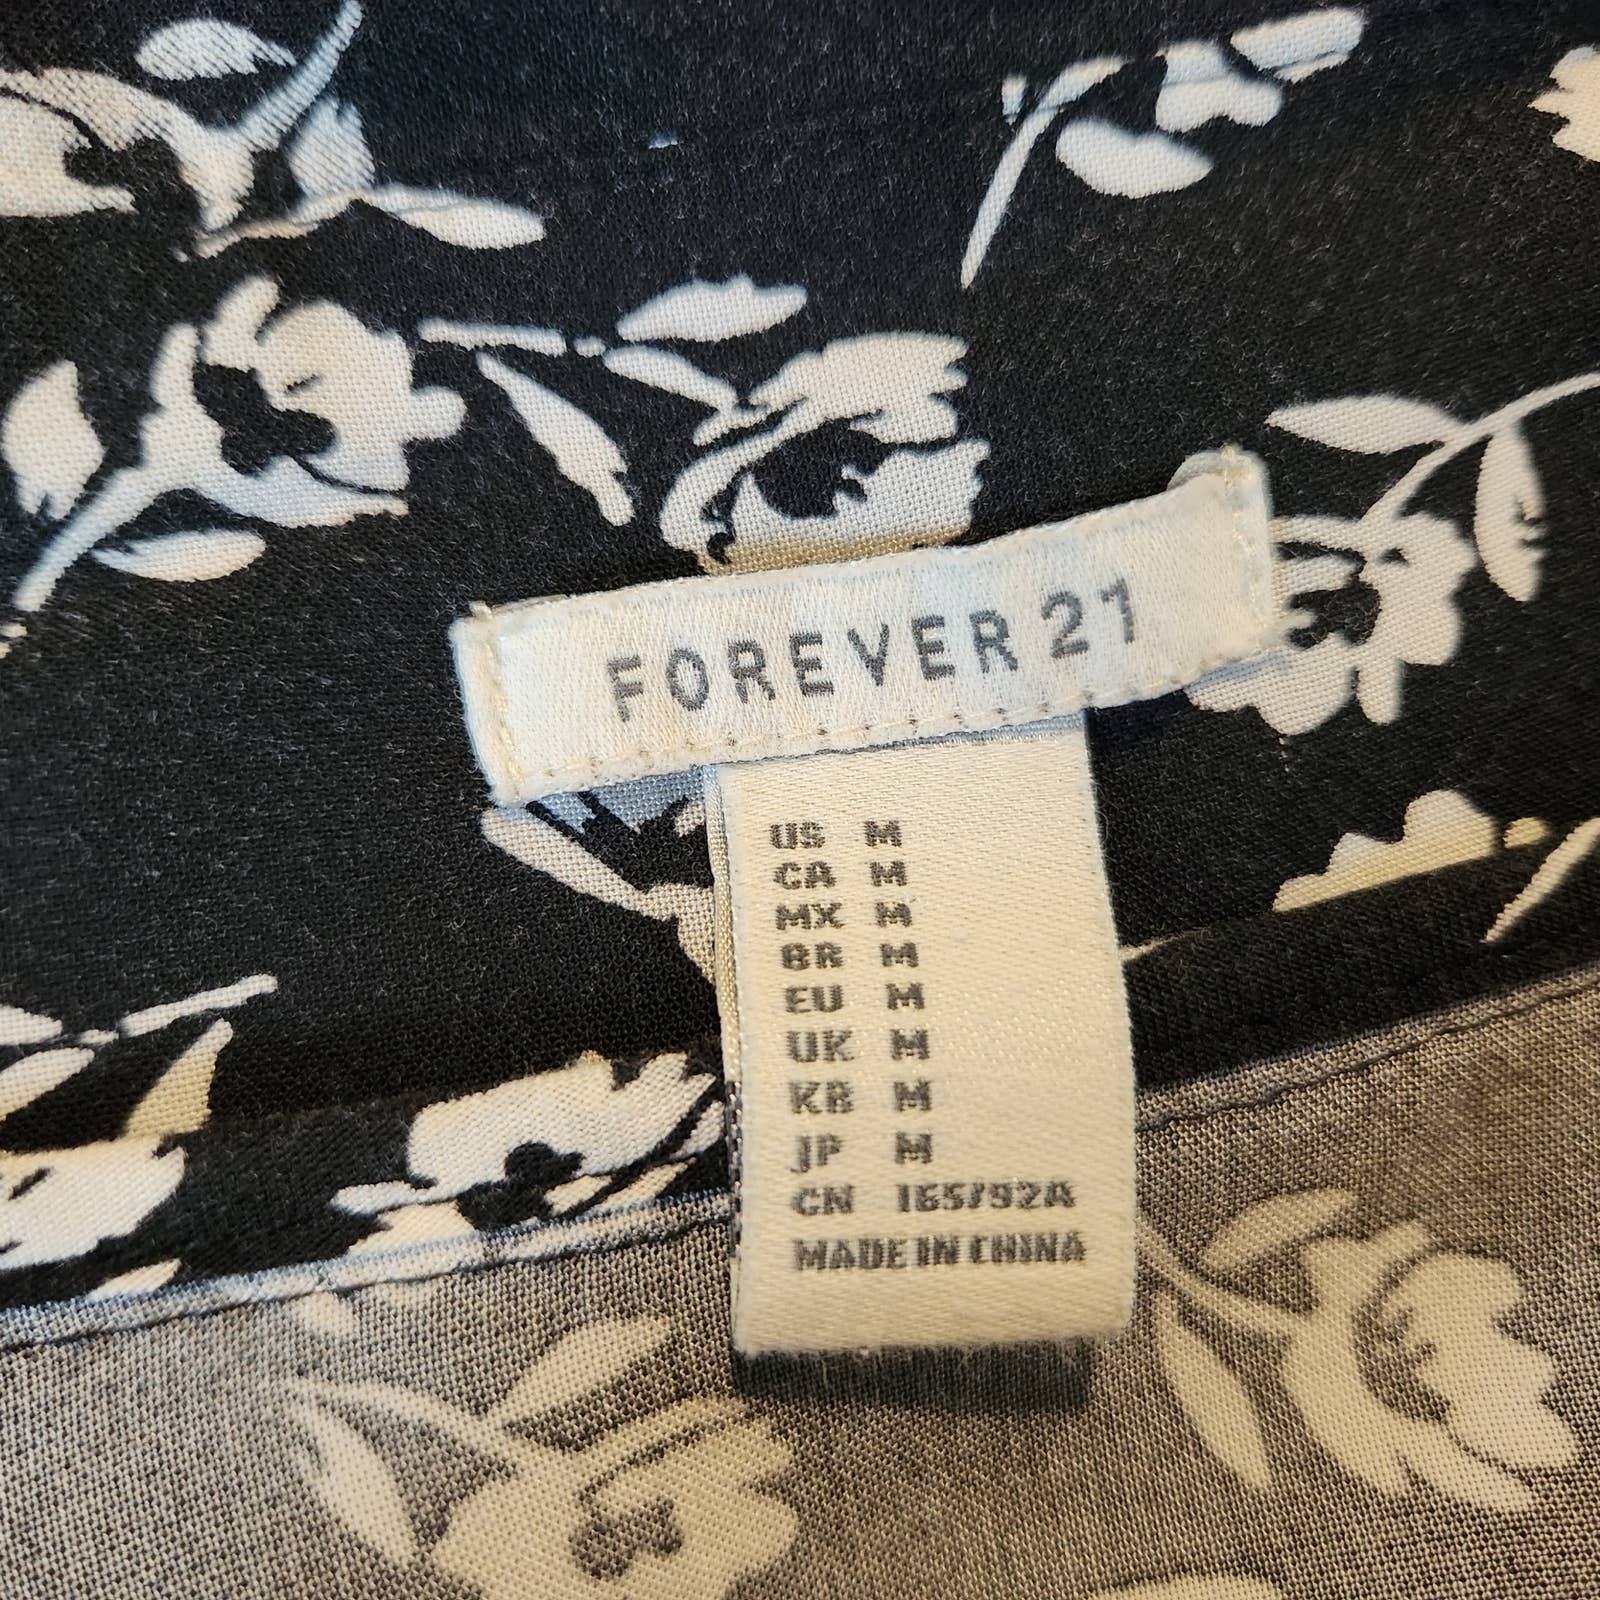 FOREVER 21
US M
CA M
MX M
BR M
EU M
UK M
KR M
JP M
CN 165/92A
MADE IN CHINA